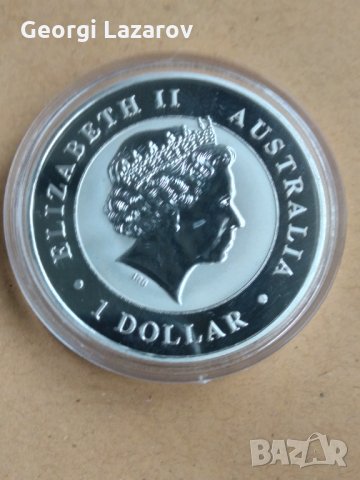 Georgi Lazarov
ELIZABETH II
AUSTRALIA
1 DOLLAR
IRB
BAZAR